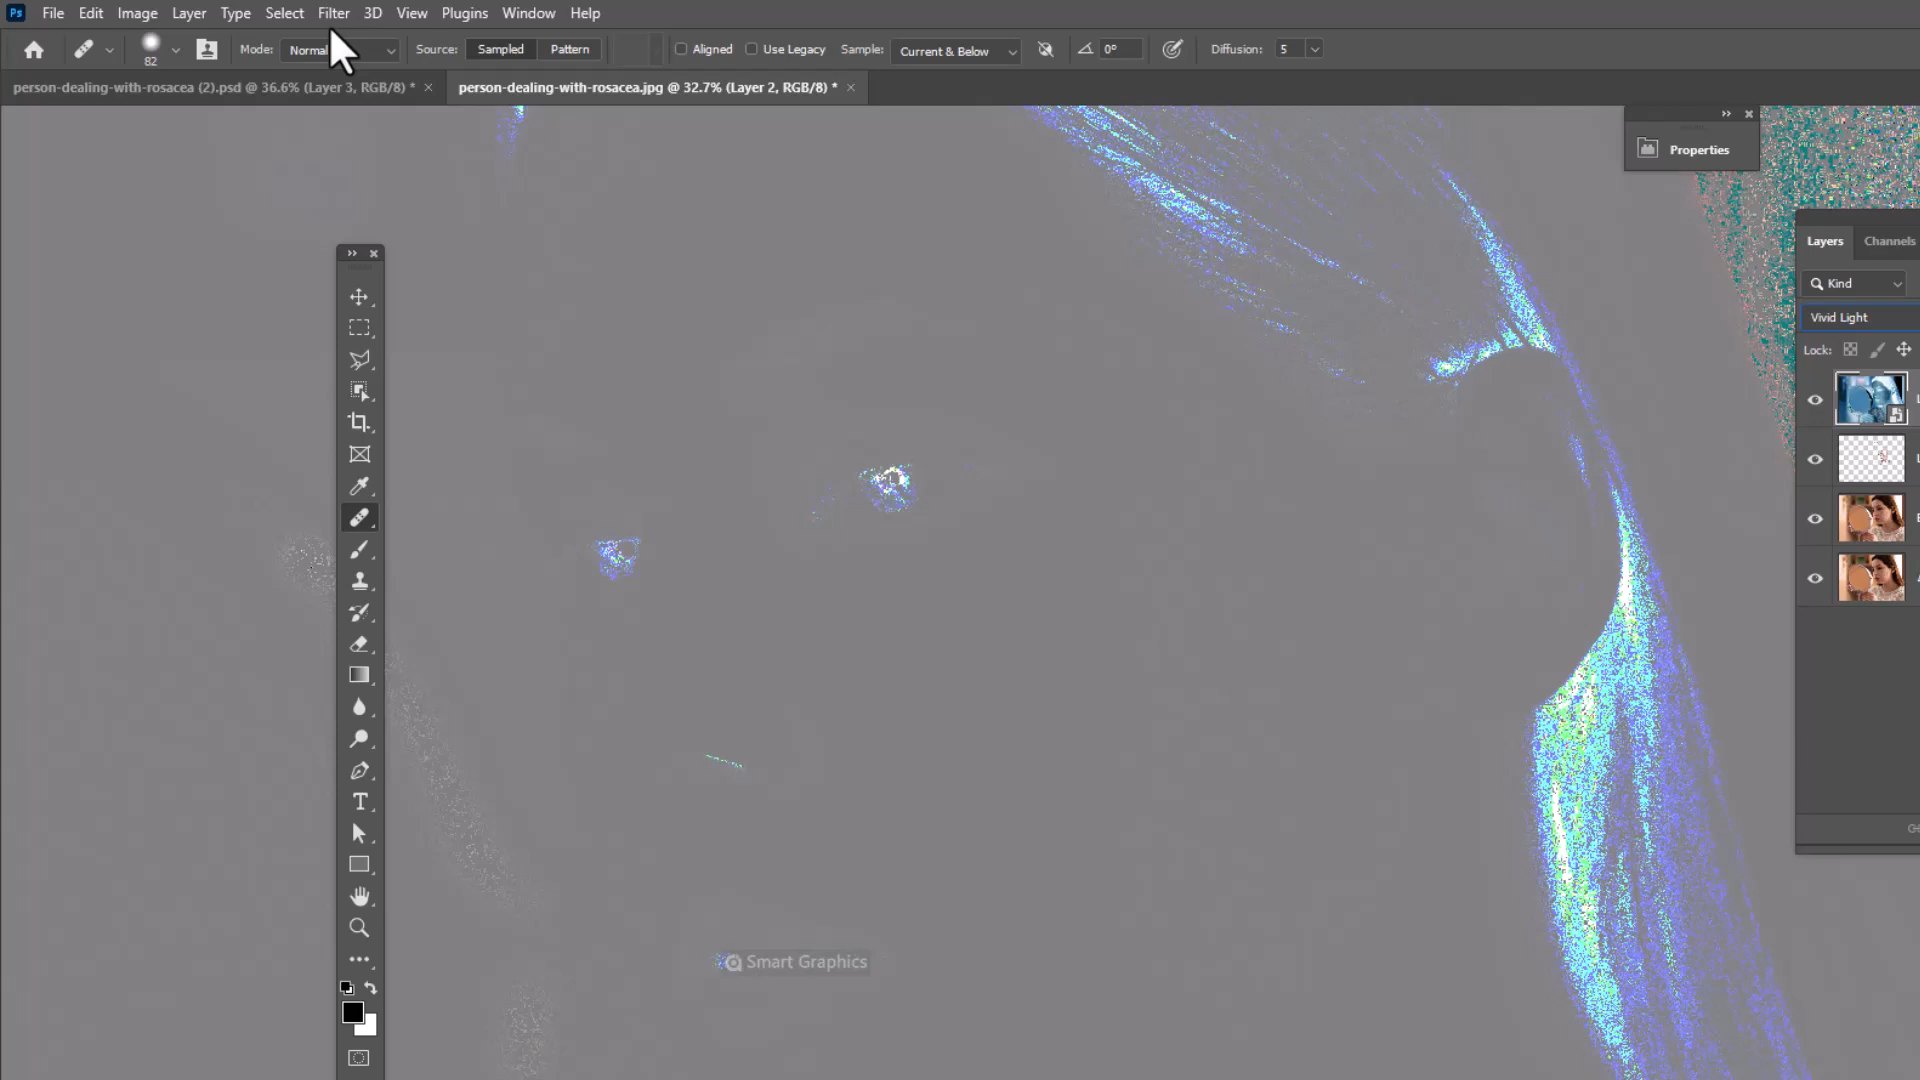 Ps File Edit Image Layer Type Select Filter 3D View Plugins Window Help
82 Mode: Normal Source: Sampled Pattern Aligned Use Legacy Sample: Current & Below 0° Diffusion: 5
person-dealing-with-rosacea (2).psd @ 36.6% (Layer 3, RGB/8) * person-dealing-with-rosacea.jpg @ 32.7% (Layer 2, RGB/8) *
Properties
Layers Channels
Kind
Vivid Light
Lock:
Smart Graphics